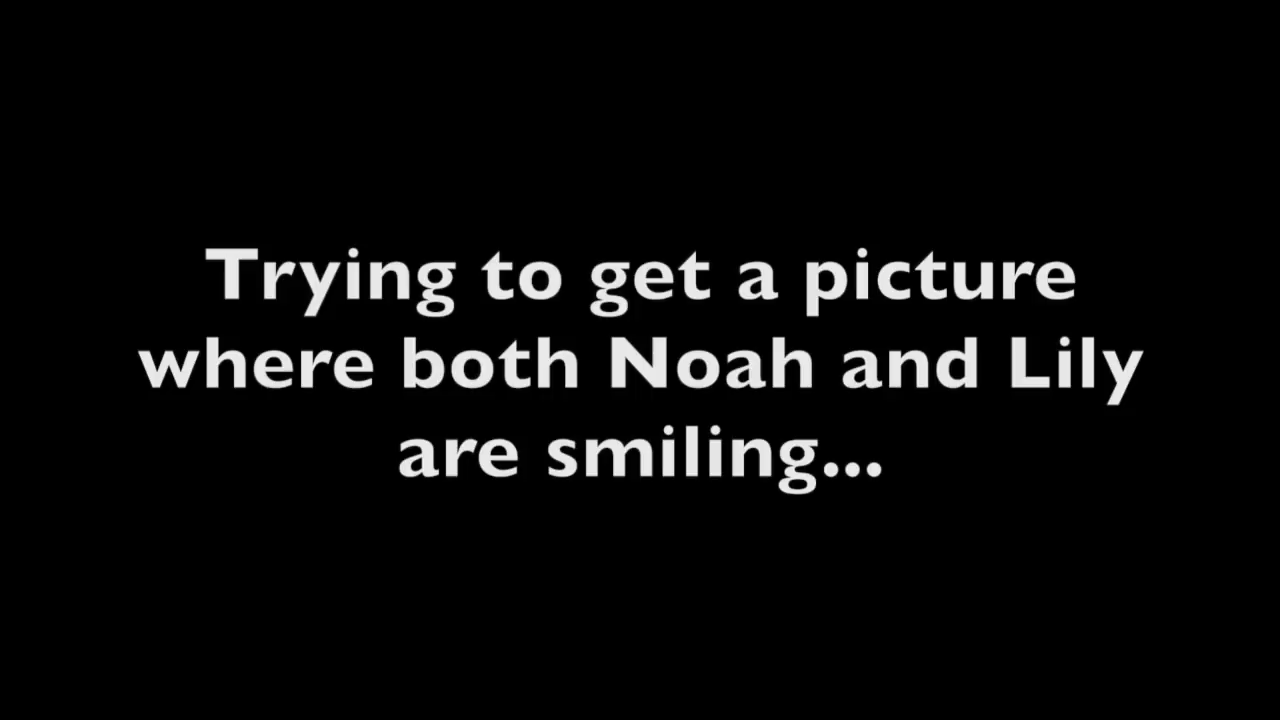 Trying to get a picture
where both Noah and Lily
are smiling...